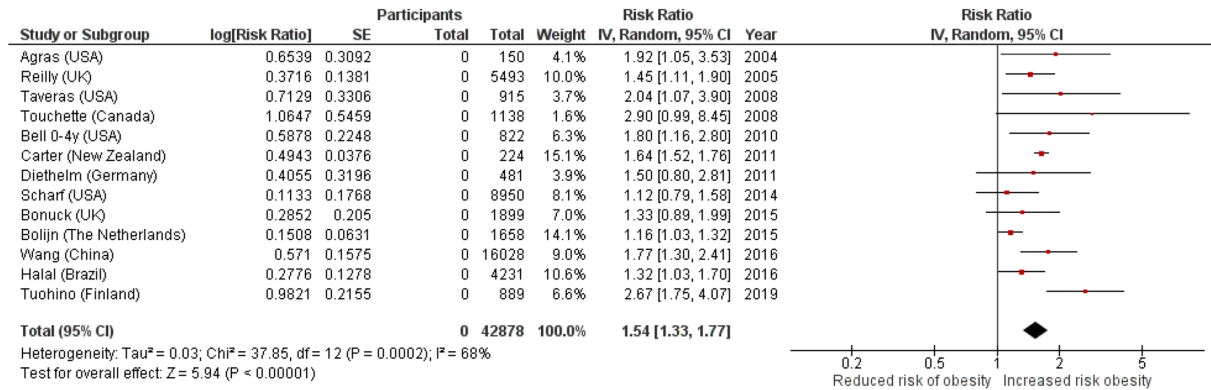 Participants Risk Ratio Risk Ratio
Study or Subgroup log[Risk Ratio] SE Total Total Weight IV, Random, 95% CI Year IV, Random, 95% CI
Agras (USA) 0.6539 0.3092 0 150 4.1% 1.92 [1.05, 3.53] 2004
Reilly (UK) 0.3716 0.1381 0 5493 10.0% 1.45 [1.11, 1.90] 2005
Taveras (USA) 0.7129 0.3306 0 915 3.7% 2.04 [1.07, 3.90] 2008
Touchette (Canada) 1.0647 0.5459 0 1138 1.6% 2.90 [0.99, 8.45] 2008
Bell 0-4y (USA) 0.5878 0.2248 0 822 6.3% 1.80 [1.16, 2.80] 2010
Carter (New Zealand) 0.4943 0.0376 0 224 15.1% 1.64 [1.52, 1.76] 2011
Diethelm (Germany) 0.4055 0.3196 0 481 3.9% 1.50 [0.80, 2.81] 2011
Scharf (USA) 0.1133 0.1768 0 8950 8.1% 1.12 [0.79, 1.58] 2014
Bonuck (UK) 0.2852 0.205 0 1899 7.0% 1.33 [0.89, 1.99] 2015
Bolijn (The Netherlands) 0.1508 0.0631 0 1658 14.1% 1.16 [1.03, 1.32] 2015
Wang (China) 0.571 0.1575 0 16028 9.0% 1.77 [1.30, 2.41] 2016
Halal (Brazil) 0.2776 0.1278 0 4231 10.6% 1.32 [1.03, 1.70] 2016
Tuohino (Finland) 0.9821 0.2155 0 889 6.6% 2.67 [1.75, 4.07] 2019
Total (95% CI) 0 42878 100.0% 1.54 [1.33, 1.77]
Heterogeneity: Tau² = 0.03; Chi² = 37.85, df = 12 (P = 0.0002); I² = 68%
Test for overall effect: Z = 5.94 (P < 0.00001)
0.2 0.5 1 2 5
Reduced risk of obesity Increased risk obesity